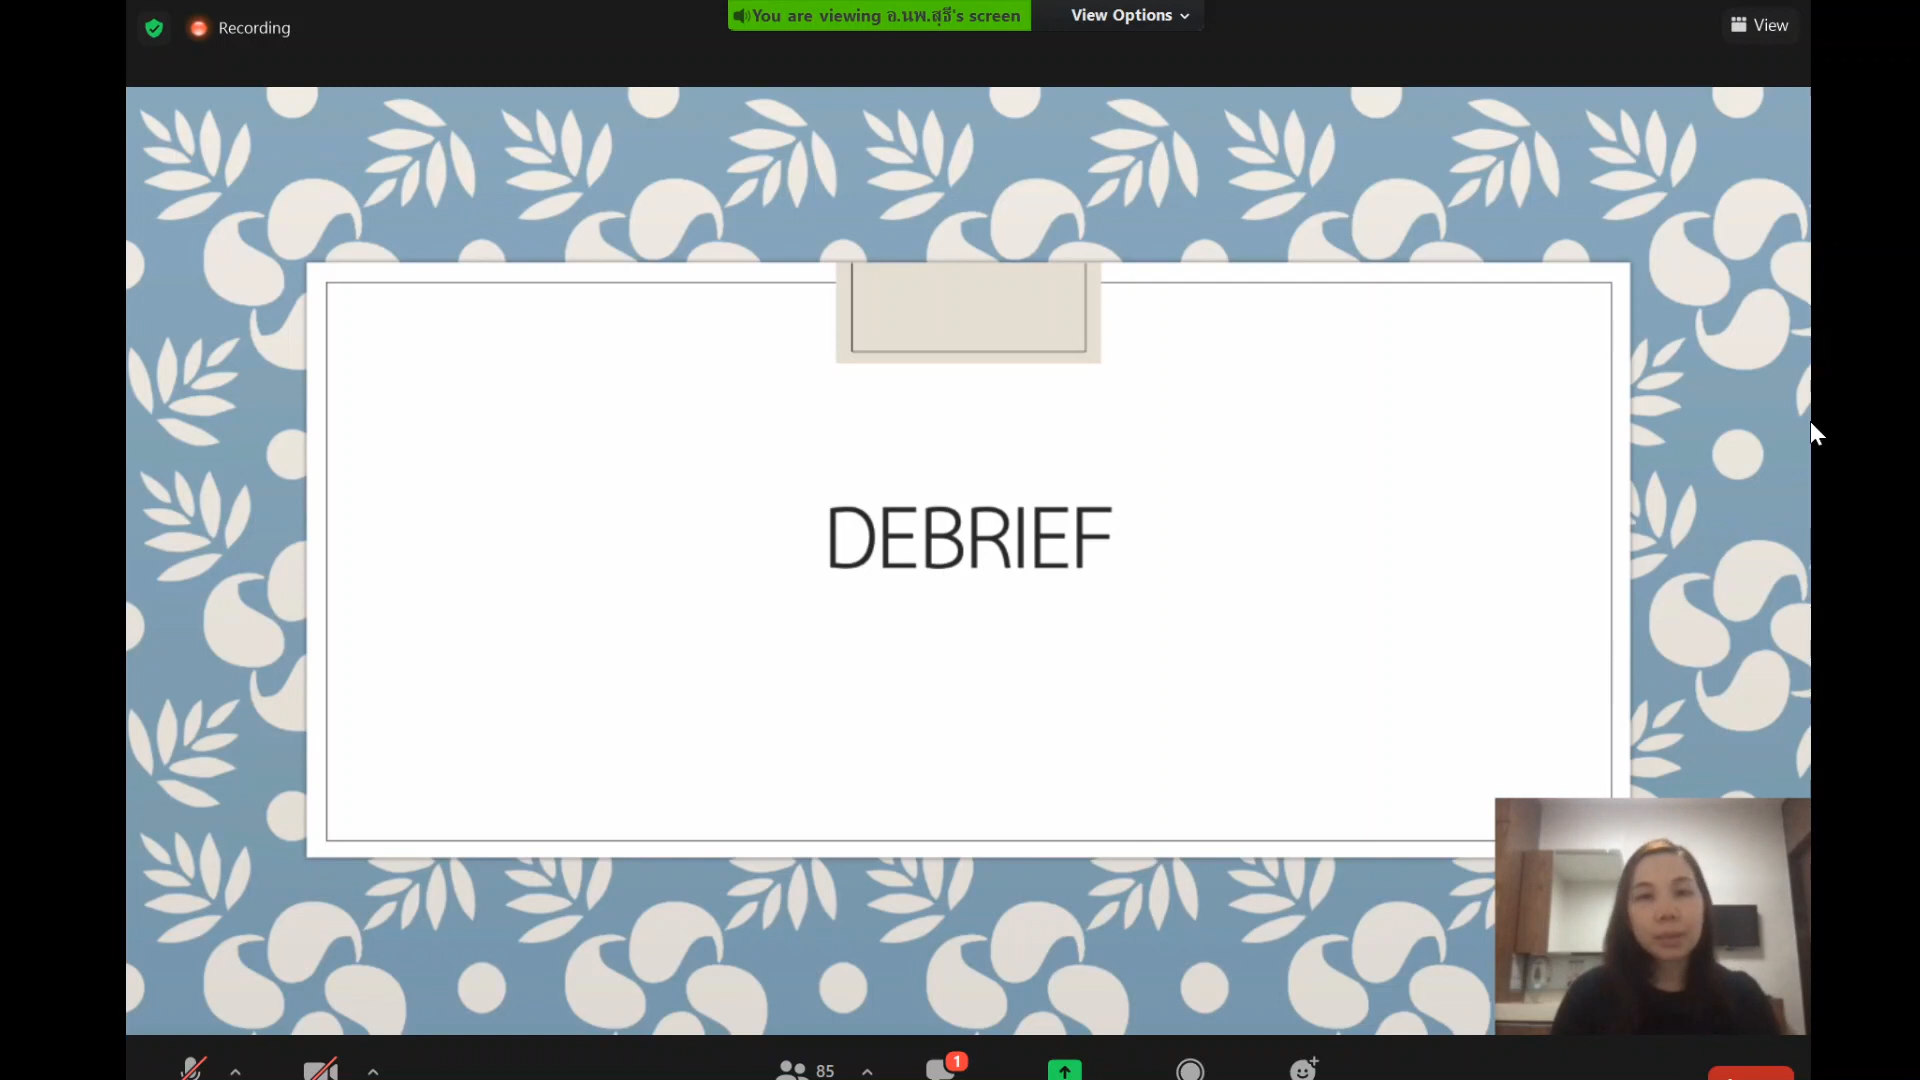 Recording
You are viewing อ.นพ.สุธี's screen
View Options
View
DEBRIEF
85
1